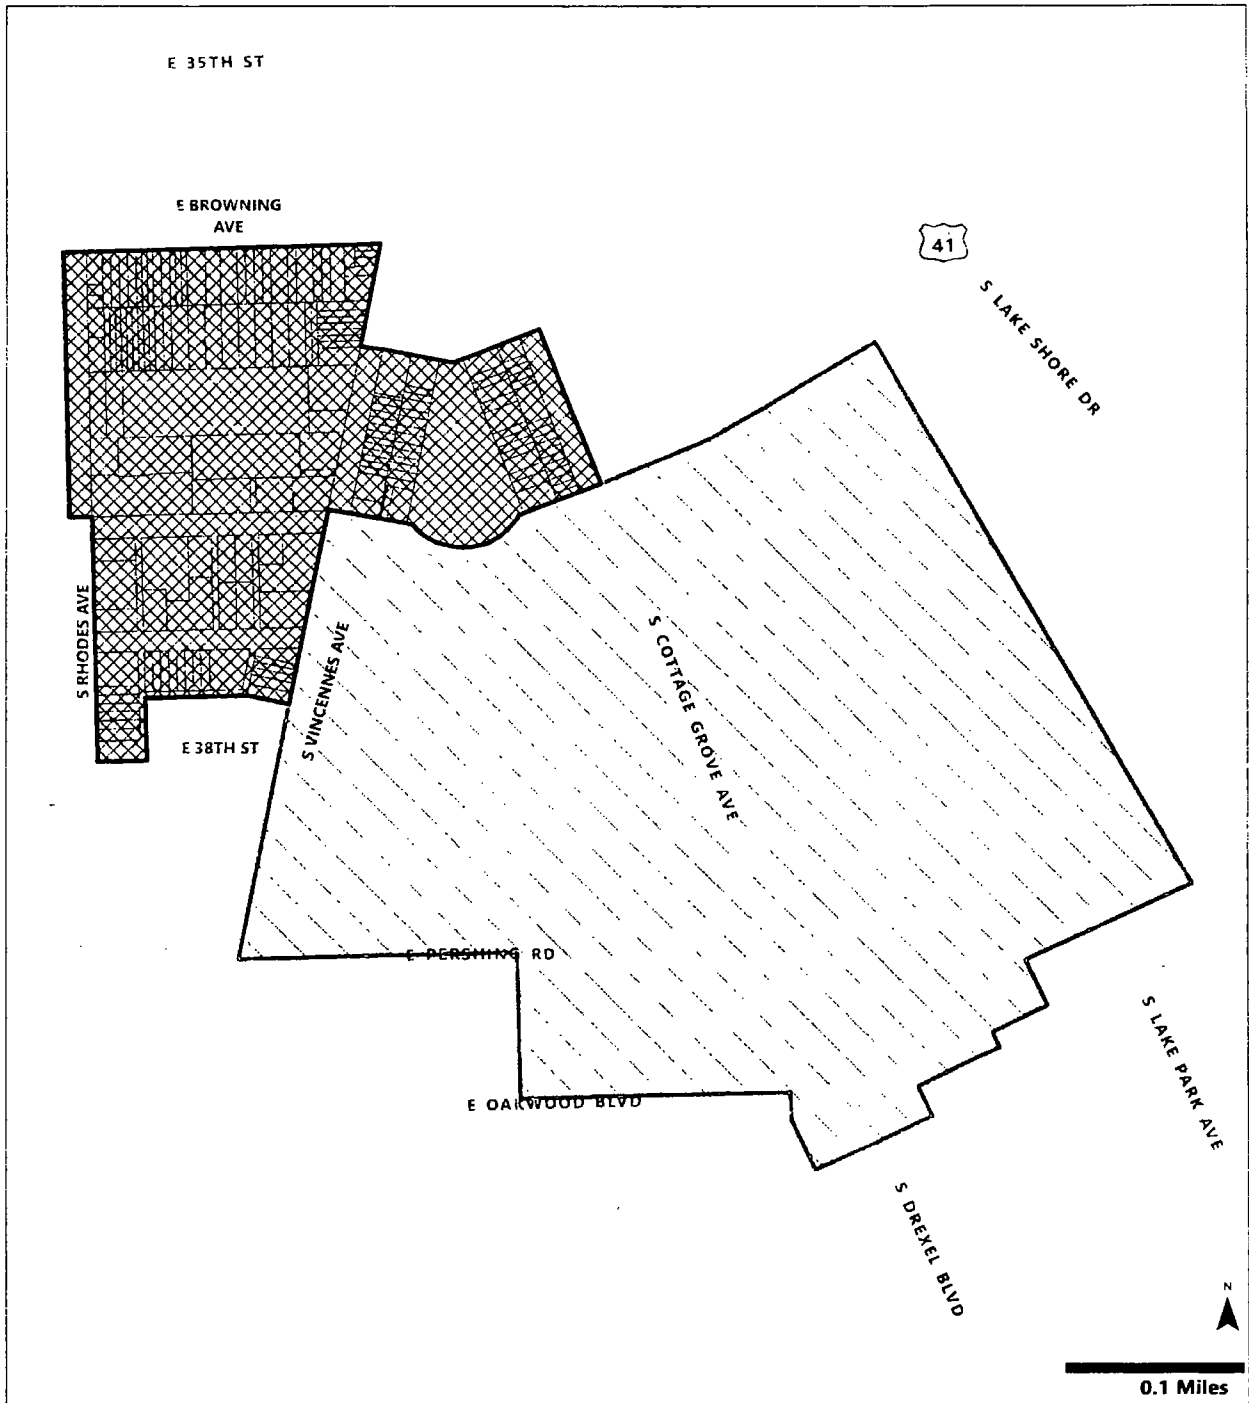 E 35TH ST
E BROWNING
AVE
41
S LAKE SHORE DR
S RHODES AVE
S VINCENNES AVE
S COTTAGE GROVE AVE
E 38TH ST
E PERSHING RD
E OAKWOOD BLVD
S LAKE PARK AVE
S DREXEL BLVD
N
0.1 Miles